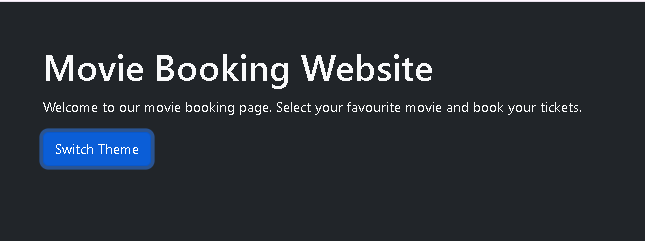 Movie Booking Website
Welcome to our movie booking page. Select your favourite movie and book your tickets.
Switch Theme